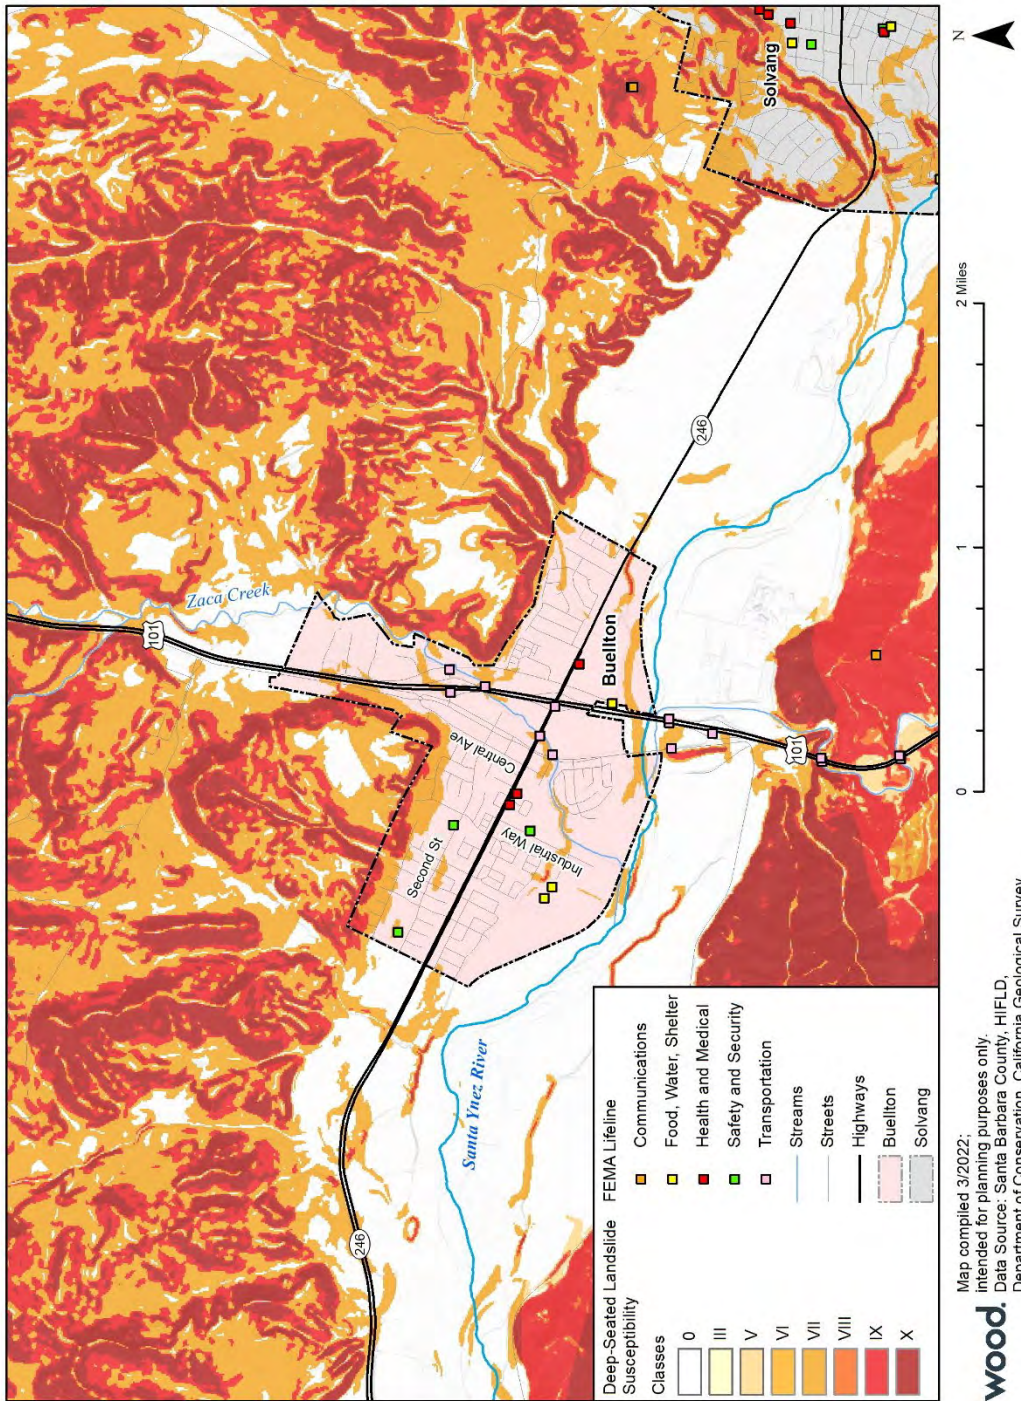 Solvang
Zaca Creek
101
246
Buellton
Central Ave
Second St
Industrial Way
101
Santa Ynez River
246
Deep-Seated Landslide
Susceptibility
Classes
0
III
V
VI
VII
VIII
IX
X
FEMA Lifeline
Communications
Food, Water, Shelter
Health and Medical
Safety and Security
Transportation
Streams
Streets
Highways
Buellton
Solvang
wood.
Map compiled 3/2022;
intended for planning purposes only.
Data Source: Santa Barbara County, HIFLD,
Department of Conservation, California Geological Survey
0
1
2 Miles
N